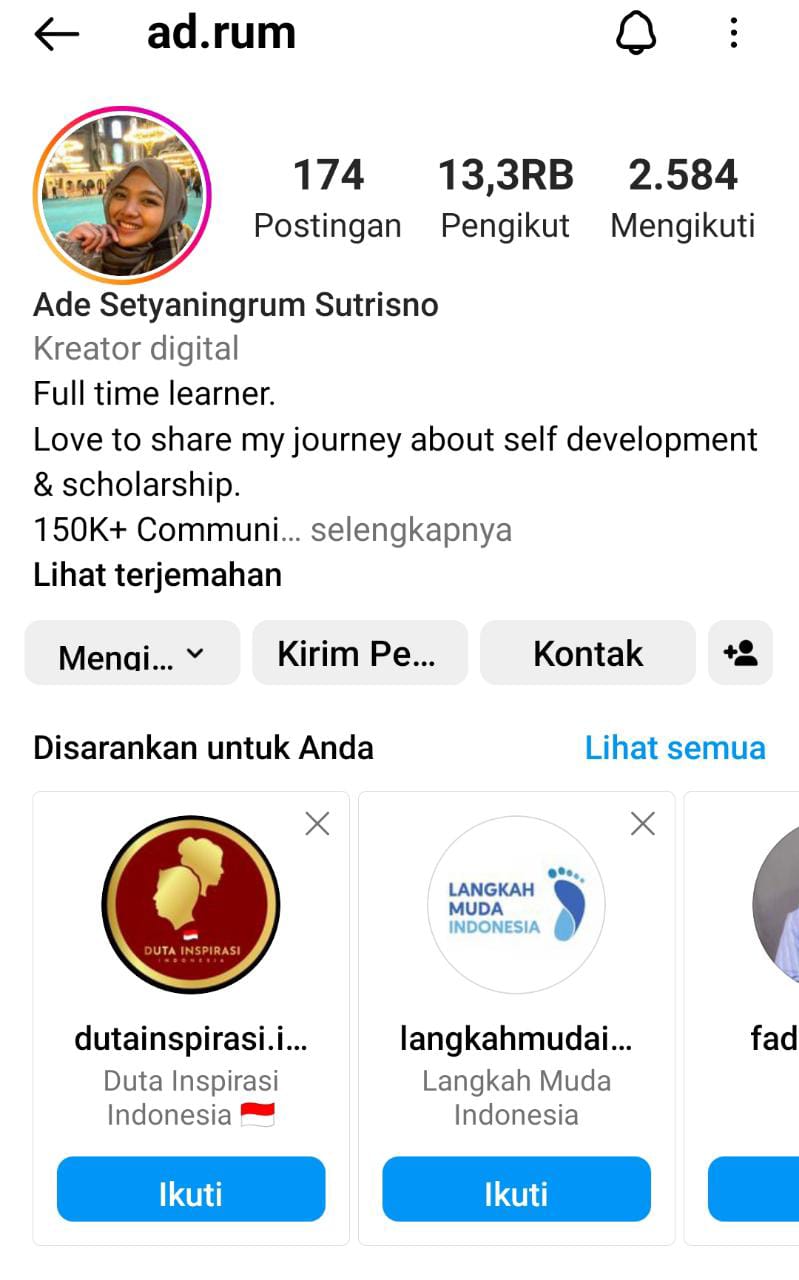 ad.rum
174
13,3RB
2.584
Postingan
Pengikut
Mengikuti
Ade Setyaningrum Sutrisno
Kreator digital
Full time learner.
Love to share my journey about self development
& scholarship.
150K+ Communi... selengkapnya
Lihat terjemahan
Mengi...
Kirim Pe...
Kontak
Disarankan untuk Anda
Lihat semua
DUTA INSPIRASI
INDONESIA
LANGKAH
MUDA
INDONESIA
dutainspirasi.i...
langkahmudai...
fad
Duta Inspirasi
Indonesia 🇮🇩
Langkah Muda
Indonesia
Ikuti
Ikuti